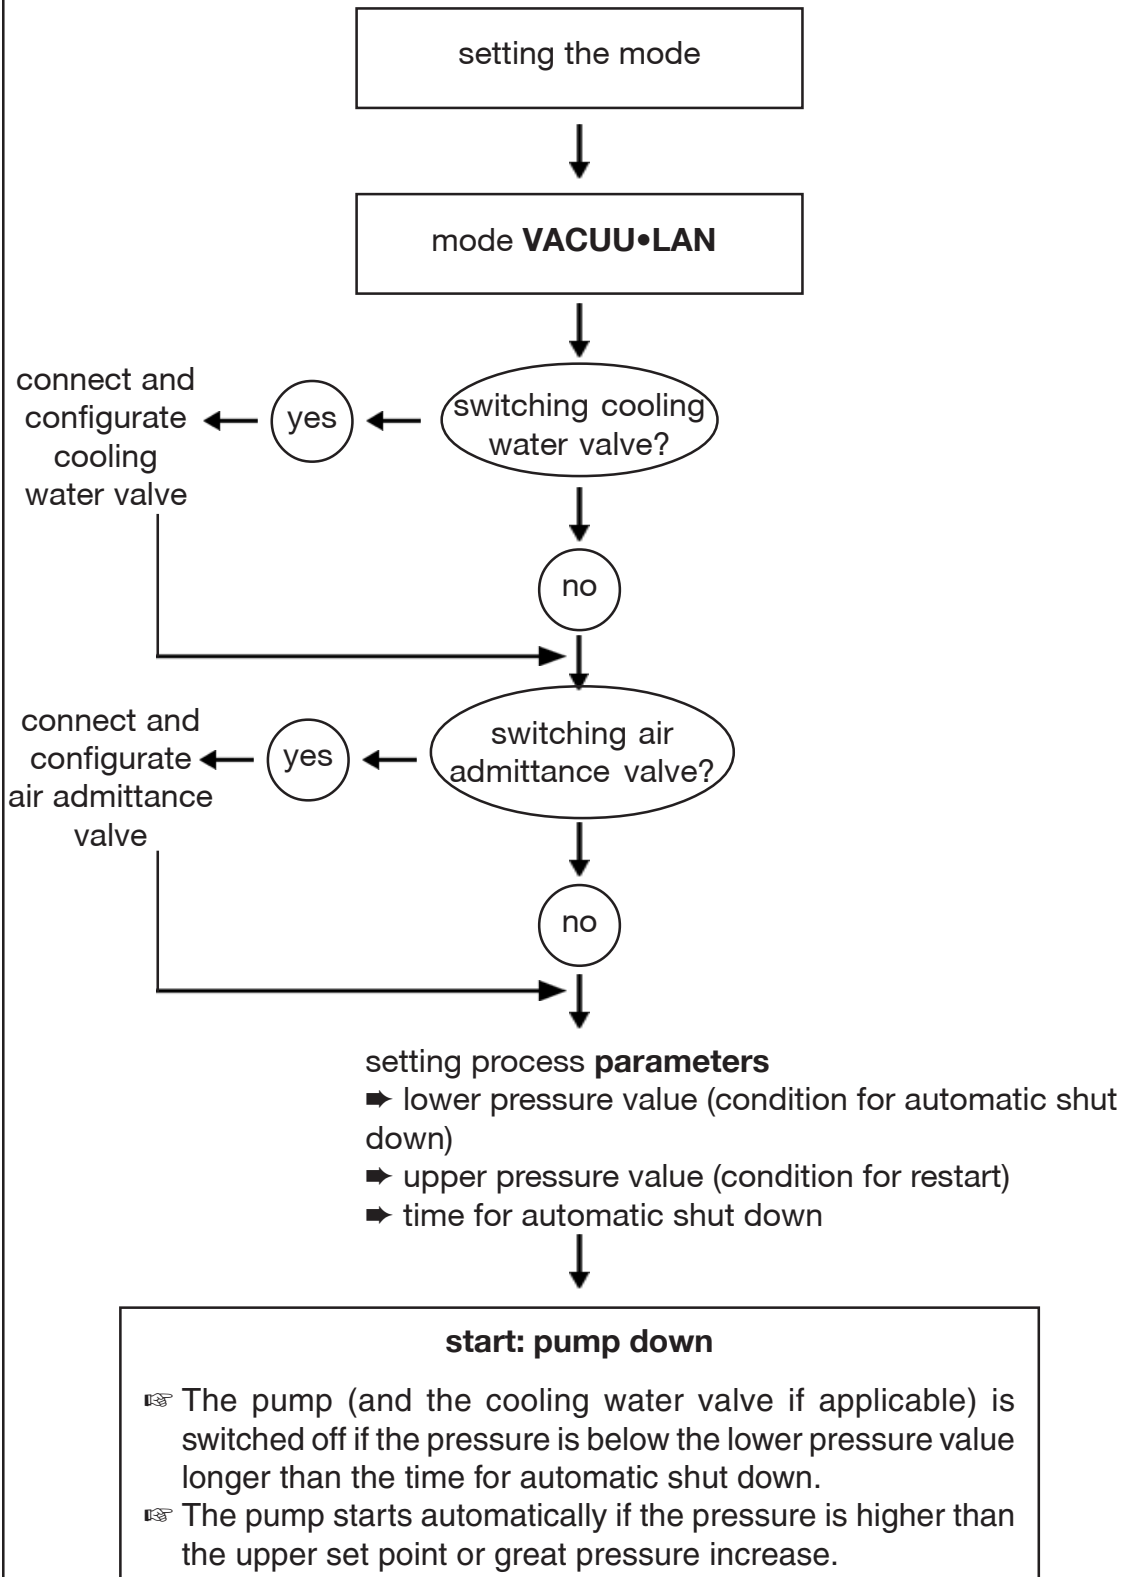 setting the mode
mode VACUU•LAN
switching cooling
water valve?
yes
connect and
configurate
cooling
water valve
no
switching air
admittance valve?
yes
connect and
configurate
air admittance
valve
no
setting process parameters
➨ lower pressure value (condition for automatic shut
down)
➨ upper pressure value (condition for restart)
➨ time for automatic shut down
start: pump down
☞ The pump (and the cooling water valve if applicable) is
switched off if the pressure is below the lower pressure value
longer than the time for automatic shut down.
☞ The pump starts automatically if the pressure is higher than
the upper set point or great pressure increase.